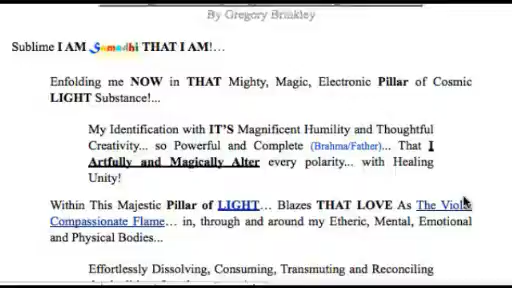 By Gregory Brinkley
Sublime I AM Samadhi THAT I AM!...
Enfolding me NOW in THAT Mighty, Magic, Electronic Pillar of Cosmic
LIGHT Substance!...
My Identification with IT'S Magnificent Humility and Thoughtful
Creativity... so Powerful and Complete (Brahma/Father)... That I
Artfully and Magically Alter every polarity... with Healing
Unity!
Within This Majestic Pillar of LIGHT... Blazes THAT LOVE As The Violet
Compassionate Flame... in, through and around my Etheric, Mental, Emotional
and Physical Bodies...
Effortlessly Dissolving, Consuming, Transmuting and Reconciling